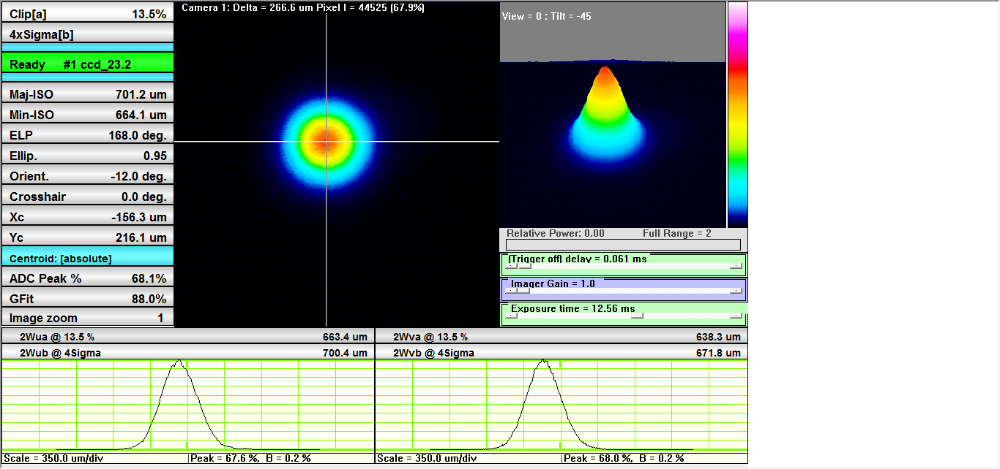 Clip[a] 13.5%
4xSigma[b]
Ready #1 ccd_23.2
Maj-ISO 701.2 um
Min-ISO 664.1 um
ELP 168.0 deg.
Ellip. 0.95
Orient. -12.0 deg.
Crosshair 0.0 deg.
Xc -156.3 um
Yc 216.1 um
Centroid: [absolute]
ADC Peak % 68.1%
GFit 88.0%
Image zoom 1
Camera 1: Delta = 266.6 um Pixel I = 44525 (67.9%)
View = 0 : Tilt = -45
Relative Power: 0.00 Full Range = 2
[Trigger off] delay = 0.061 ms
Imager Gain = 1.0
Exposure time = 12.56 ms
2Wua @ 13.5 % 663.4 um
2Wub @ 4Sigma 700.4 um
Scale = 350.0 um/div Peak = 67.6 %, B = 0.2 %
2Wva @ 13.5 % 638.3 um
2Wvb @ 4Sigma 671.8 um
Scale = 350.0 um/div Peak = 68.0 %, B = 0.2 %